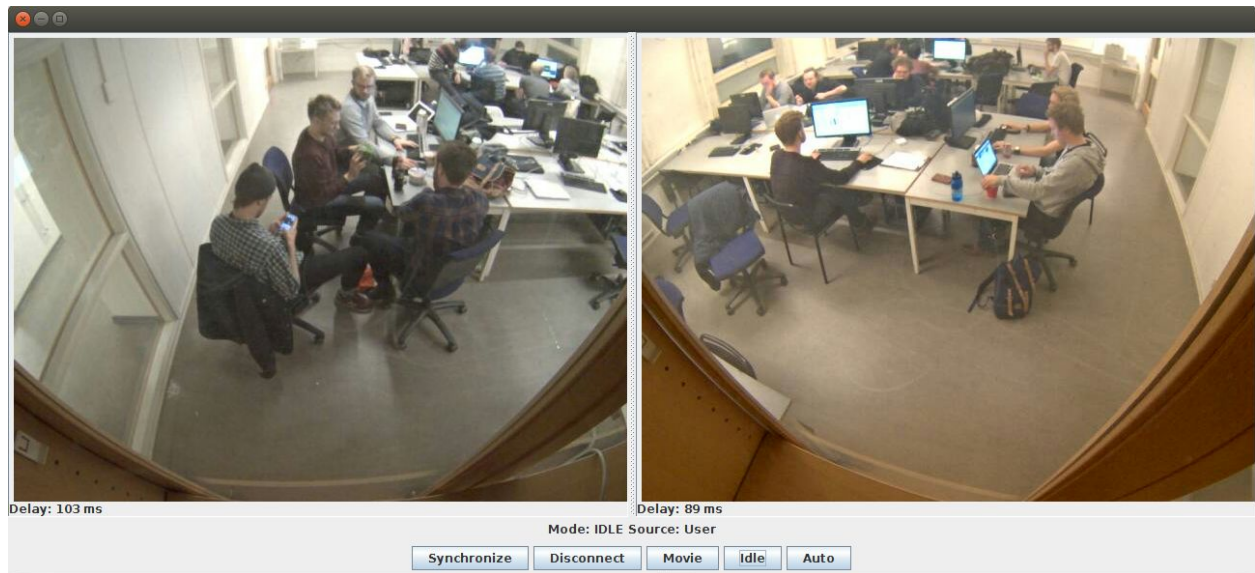 Delay: 103 ms
Delay: 89 ms
Mode: IDLE Source: User
Synchronize
Disconnect
Movie
Idle
Auto